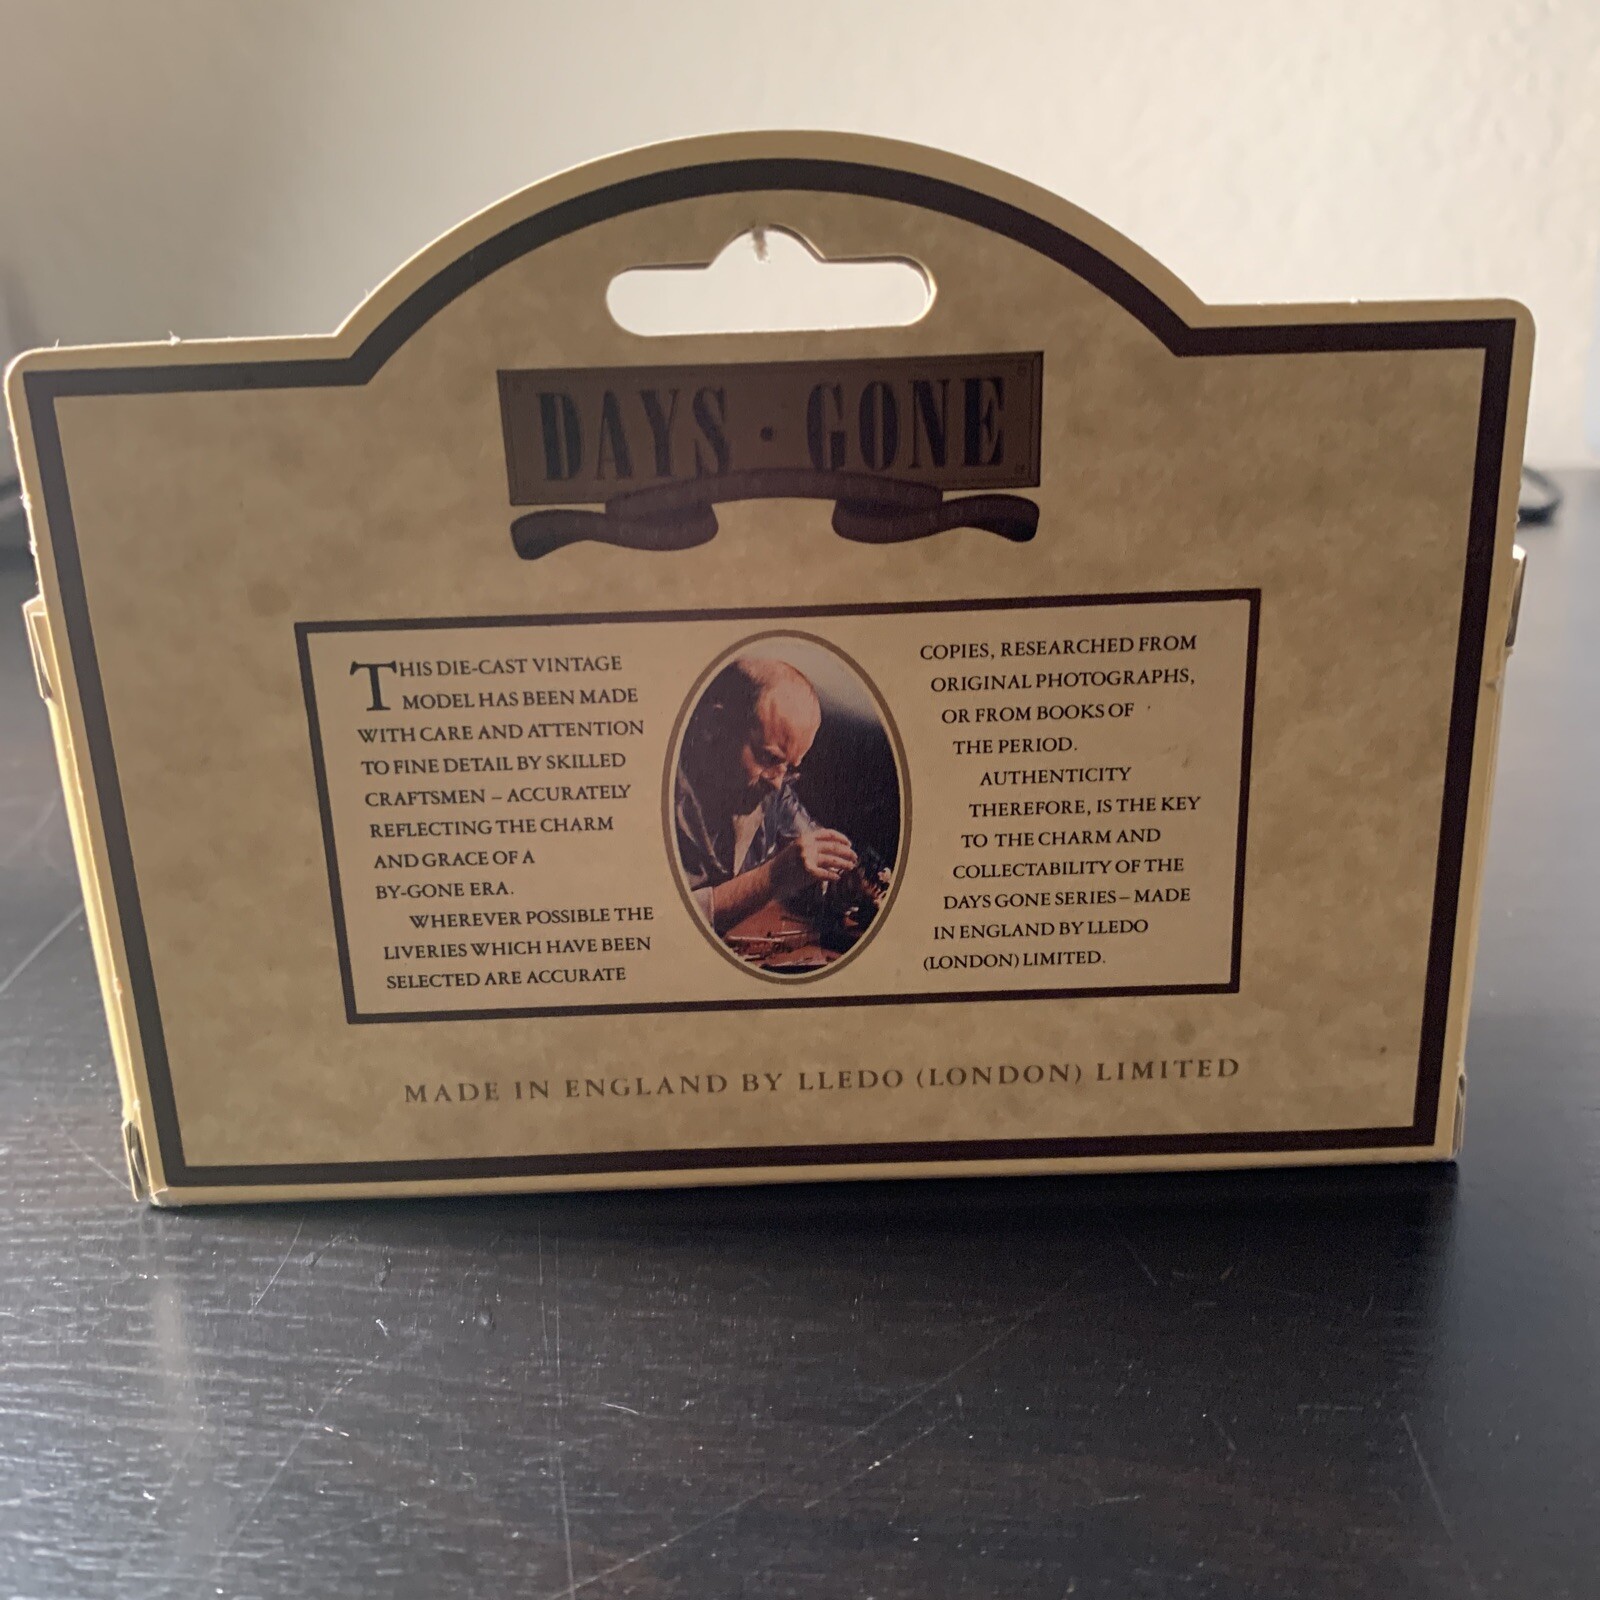 DAYS · GONE
THIS DIE-CAST VINTAGE
MODEL HAS BEEN MADE
WITH CARE AND ATTENTION
TO FINE DETAIL BY SKILLED
CRAFTSMEN – ACCURATELY
REFLECTING THE CHARM
AND GRACE OF A
BY-GONE ERA.
WHEREVER POSSIBLE THE
LIVERIES WHICH HAVE BEEN
SELECTED ARE ACCURATE
COPIES, RESEARCHED FROM
ORIGINAL PHOTOGRAPHS,
OR FROM BOOKS OF
THE PERIOD.
AUTHENTICITY
THEREFORE, IS THE KEY
TO THE CHARM AND
COLLECTABILITY OF THE
DAYS GONE SERIES – MADE
IN ENGLAND BY LLEDO
(LONDON) LIMITED.
MADE IN ENGLAND BY LLEDO (LONDON) LIMITED